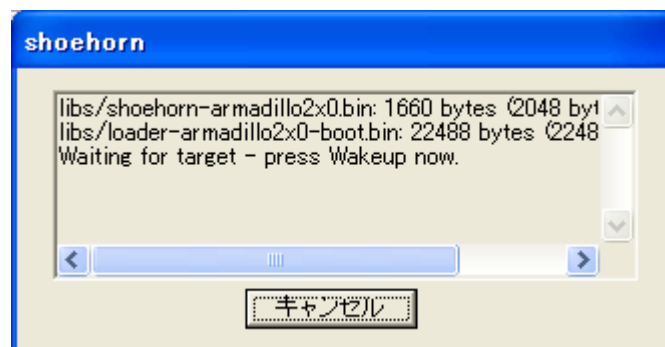 shoehorn
libs/shoehorn-armadillo2x0.bin: 1660 bytes (2048 byt
libs/loader-armadillo2x0-boot.bin: 22488 bytes (2248
Waiting for target - press Wakeup now.
キャンセル